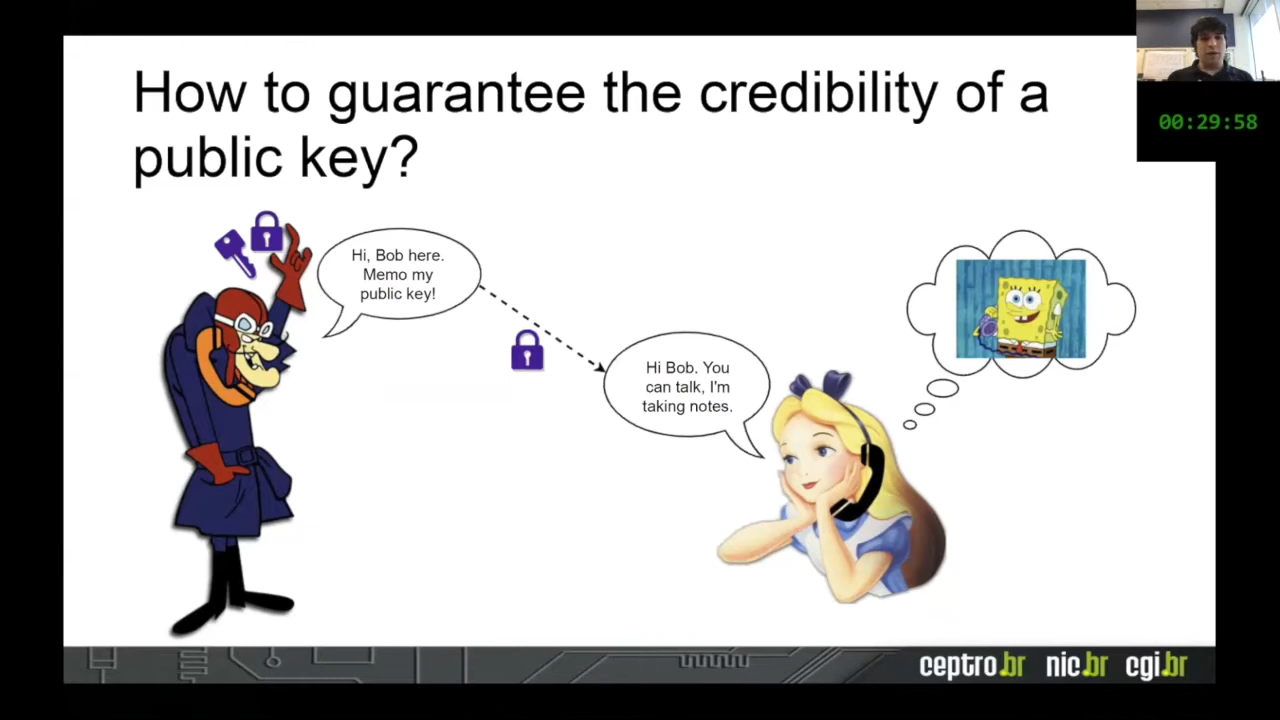 How to guarantee the credibility of a
public key?
00:29:58
Hi, Bob here.
Memo my
public key!
Hi Bob. You
can talk, I'm
taking notes.
ceptro.br nic.br cgi.br